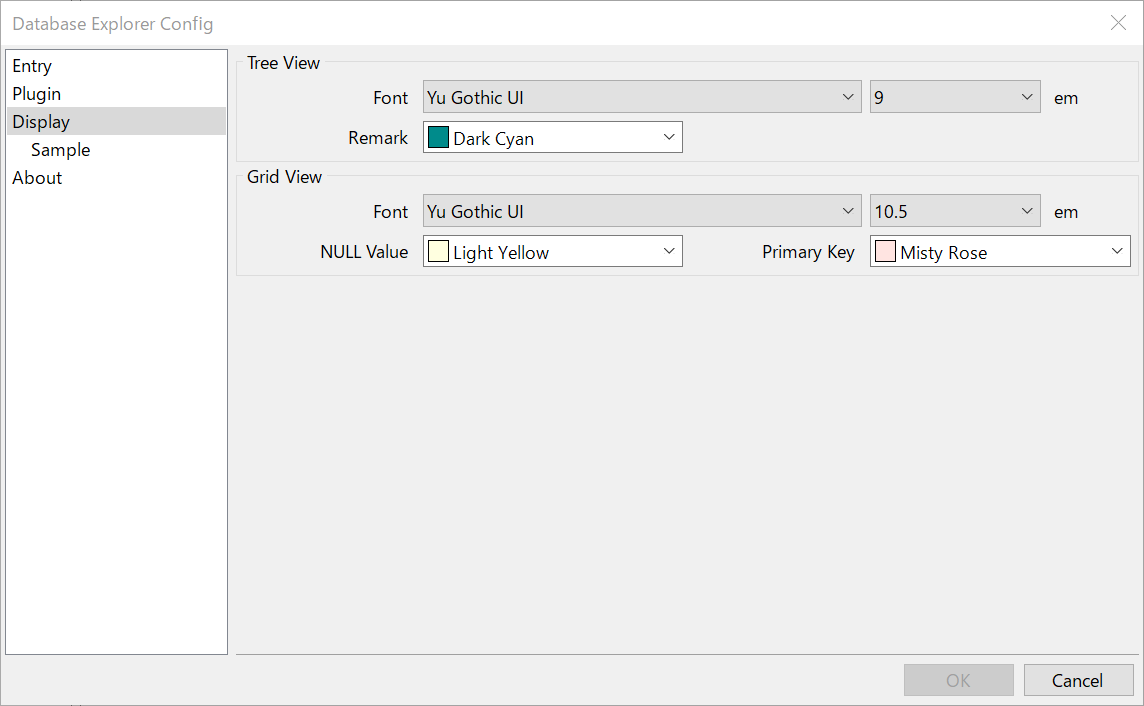 Database Explorer Config
Entry
Plugin
Display
Sample
About
Tree View
Font Yu Gothic UI 9 em
Remark Dark Cyan
Grid View
Font Yu Gothic UI 10.5 em
NULL Value Light Yellow Primary Key Misty Rose
OK Cancel